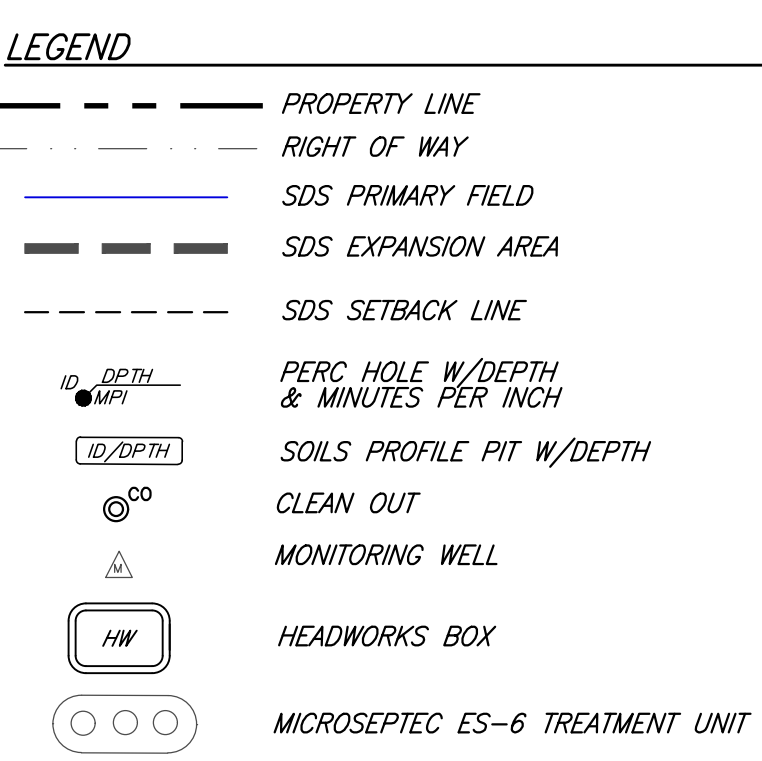 LEGEND
PROPERTY LINE
RIGHT OF WAY
SDS PRIMARY FIELD
SDS EXPANSION AREA
SDS SETBACK LINE
ID DPTH
MPI
PERC HOLE W/DEPTH
& MINUTES PER INCH
ID/DPTH
SOILS PROFILE PIT W/DEPTH
CO
CLEAN OUT
M
MONITORING WELL
HW
HEADWORKS BOX
MICROSEPTEC ES-6 TREATMENT UNIT